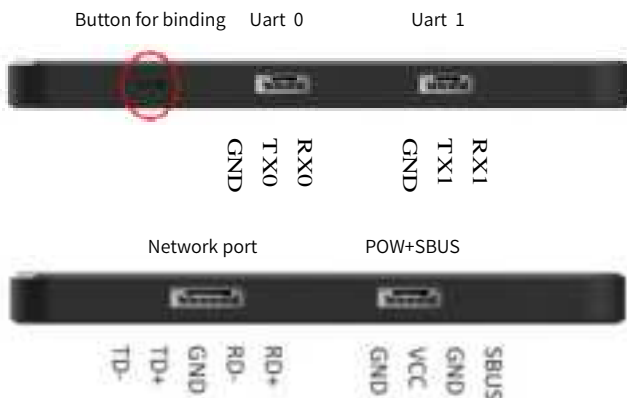 Button for binding Uart 0 Uart 1
GND TX0 RX0 GND TX1 RX1
Network port POW+SBUS
TD- TD+ GND RD- RD+ GND VCC GND SBUS